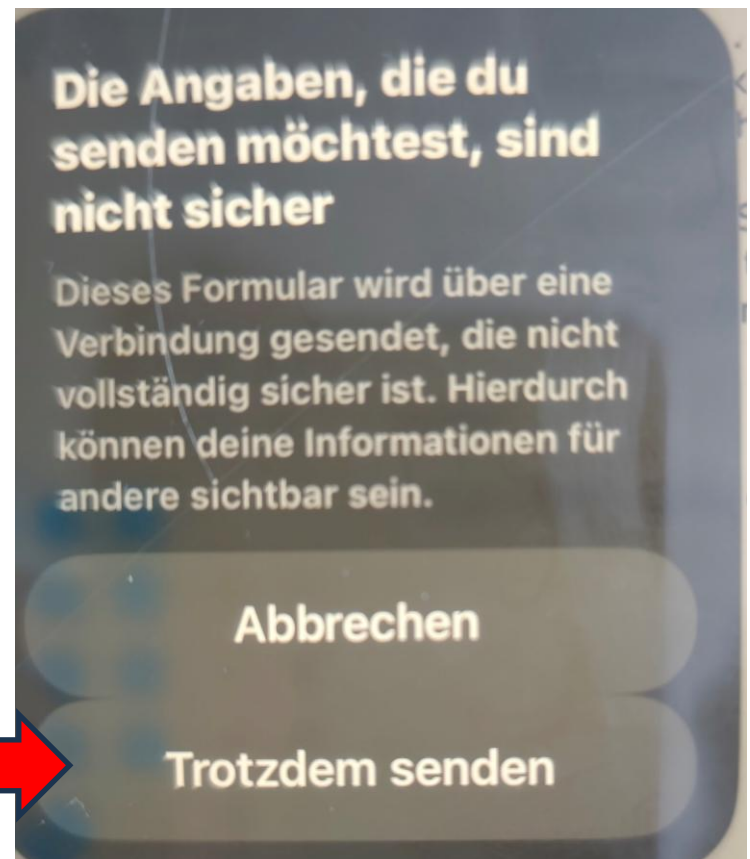 Die Angaben, die du
senden möchtest, sind
nicht sicher
Dieses Formular wird über eine
Verbindung gesendet, die nicht
vollständig sicher ist. Hierdurch
können deine Informationen für
andere sichtbar sein.
Abbrechen
Trotzdem senden